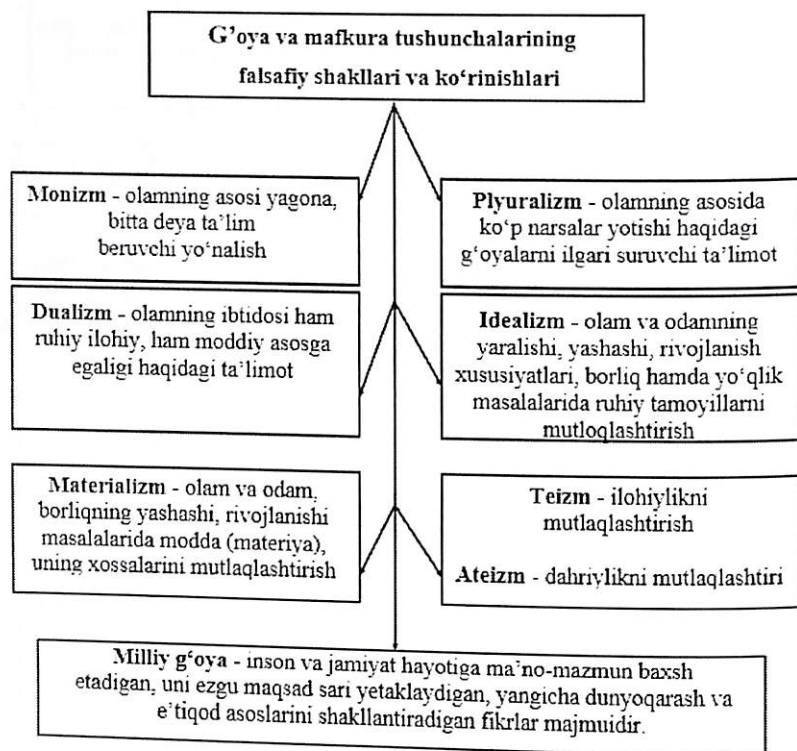 G'oya va mafkura tushunchalarining
falsafiy shakllari va ko‘rinishlari
Monizm - olamning asosi yagona,
bitta deya ta’lim
beruvchi yo‘nalish
Plyuralizm - olamning asosida
ko‘p narsalar yotishi haqidagi
g‘oyalarni ilgari suruvchi ta’limot
Dualizm - olamning ibtidosi ham
ruhiy ilohiy, ham moddiy asosga
egaligi haqidagi ta’limot
Idealizm - olam va odamning
yaralishi, yashashi, rivojlanish
xususiyatlari, borliq hamda yo‘qlik
masalalarida ruhiy tamoyillarni
mutloqlashtirish
Materializm - olam va odam,
borliqning yashashi, rivojlanishi
masalalarida modda (materiya),
uning xossalarini mutlaqlashtirish
Teizm - ilohiylikni
mutlaqlashtirish
Ateizm - dahriylikni mutlaqlashtiri
Milliy g‘oya - inson va jamiyat hayotiga ma’no-mazmun baxsh
etadigan, uni ezgu maqsad sari yetaklaydigan, yangicha dunyoqarash va
e’tiqod asoslarini shakllantiradigan fikrlar majmuidir.